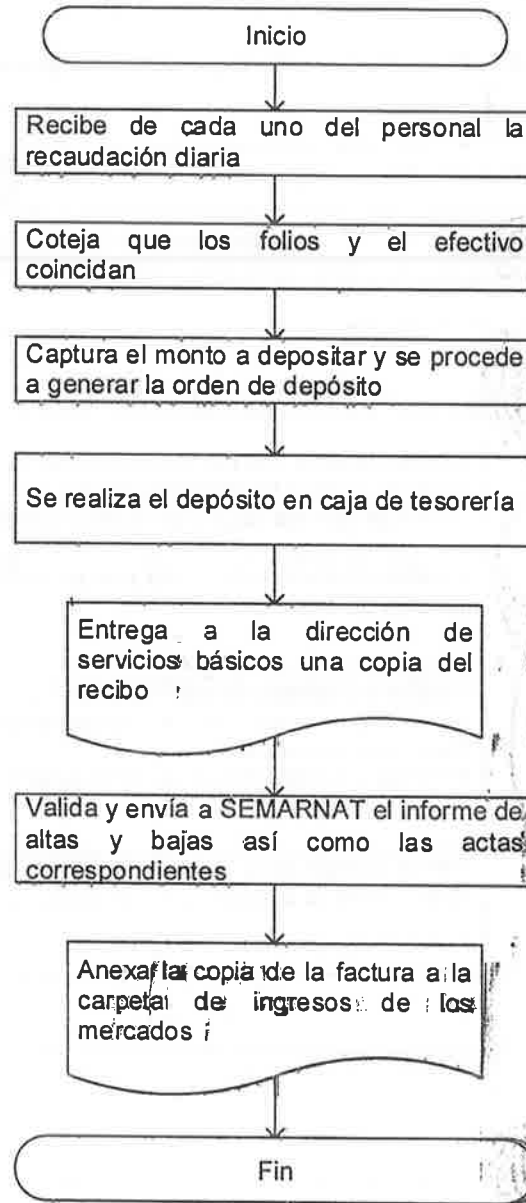 Inicio
Recibe de cada uno del personal la
recaudación diaria
Coteja que los folios y el efectivo
coincidan
Captura el monto a depositar y se procede
a generar la orden de depósito
Se realiza el depósito en caja de tesorería
Entrega a la dirección de
servicios básicos una copia del
recibo
Valida y envía a SEMARNAT el informe de
altas y bajas así como las actas
correspondientes
Anexar la copia de la factura a la
carpeta de ingresos de los
mercados
Fin